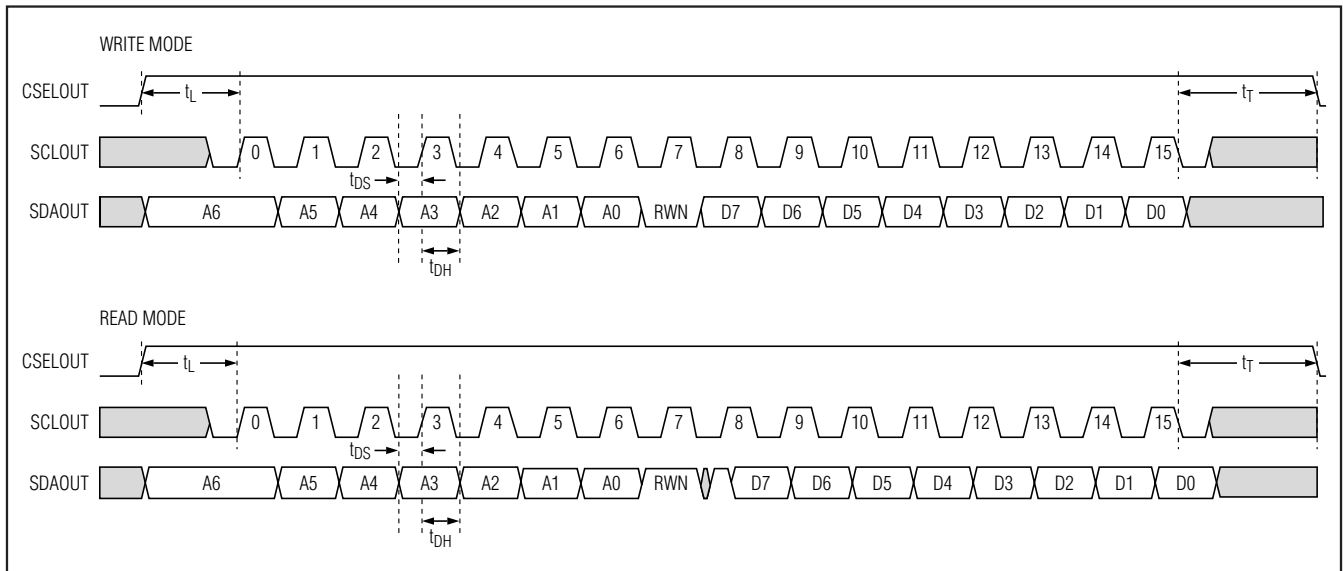 WRITE MODE
CSELOUT tL tT
SCLOUT 0 1 2 3 4 5 6 7 8 9 10 11 12 13 14 15
tDS
SDAOUT A6 A5 A4 A3 A2 A1 A0 RWN D7 D6 D5 D4 D3 D2 D1 D0
tDH
READ MODE
CSELOUT tL tT
SCLOUT 0 1 2 3 4 5 6 7 8 9 10 11 12 13 14 15
tDS
SDAOUT A6 A5 A4 A3 A2 A1 A0 RWN D7 D6 D5 D4 D3 D2 D1 D0
tDH